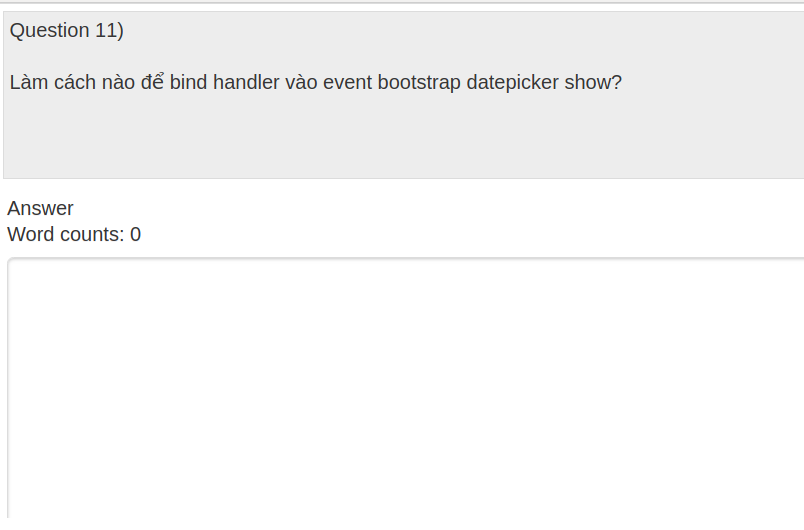 Question 11)
Làm cách nào để bind handler vào event bootstrap datepicker show?
Answer
Word counts: 0